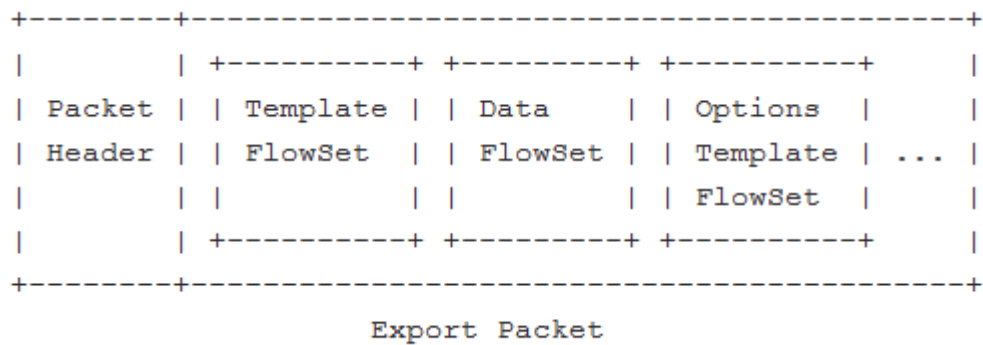 +--------+-------------------------------------------+
|        | +----------+ +---------+ +----------+     |
| Packet | | Template | | Data    | | Options  |     |
| Header | | FlowSet  | | FlowSet | | Template | ... |
|        | |          | |         | | FlowSet  |     |
|        | +----------+ +---------+ +----------+     |
+--------+-------------------------------------------+
Export Packet